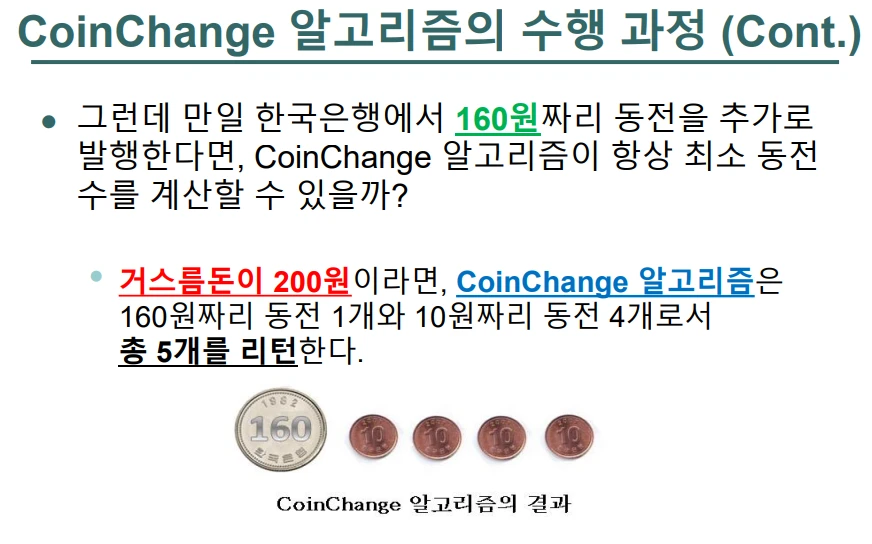 CoinChange 알고리즘의 수행 과정 (Cont.)
그런데 만일 한국은행에서 160원짜리 동전을 추가로
발행한다면, CoinChange 알고리즘이 항상 최소 동전
수를 계산할 수 있을까?
거스름돈이 200원이라면, CoinChange 알고리즘은
160원짜리 동전 1개와 10원짜리 동전 4개로서
총 5개를 리턴한다.
1982
160
한국은행
10
10
10
10
CoinChange 알고리즘의 결과